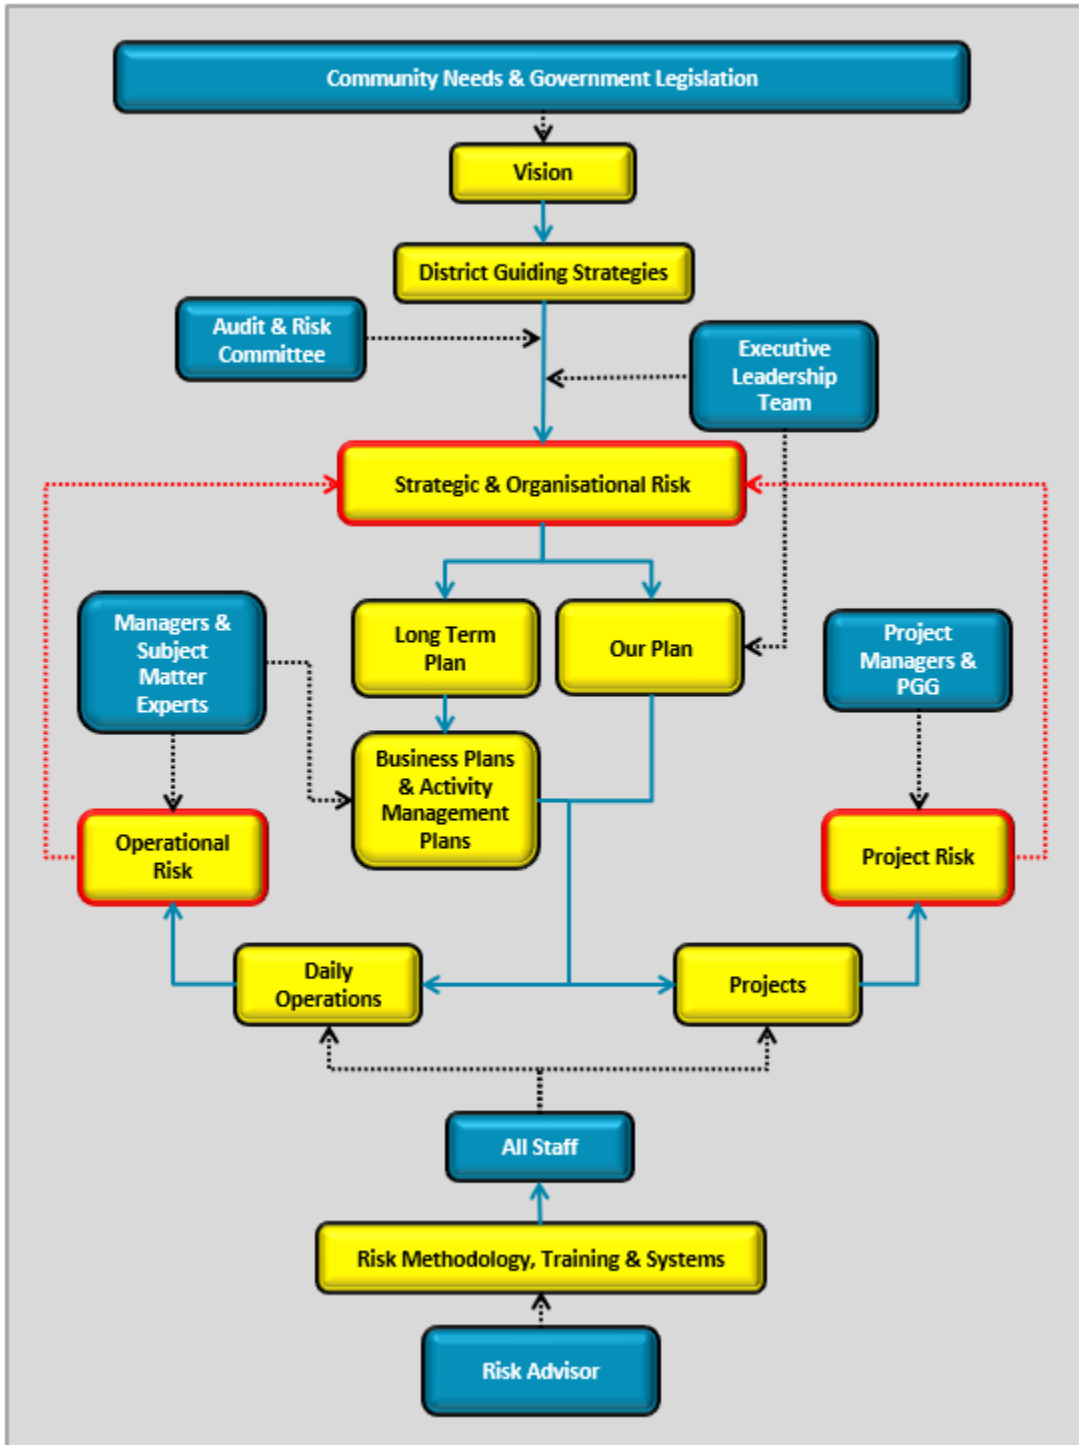 Community Needs & Government Legislation
Vision
District Guiding Strategies
Audit & Risk
Committee
Executive
Leadership
Team
Strategic & Organisational Risk
Managers &
Subject
Matter
Experts
Long Term
Plan
Our Plan
Project
Managers &
PGG
Business Plans
& Activity
Management
Plans
Operational
Risk
Project Risk
Daily
Operations
Projects
All Staff
Risk Methodology, Training & Systems
Risk Advisor